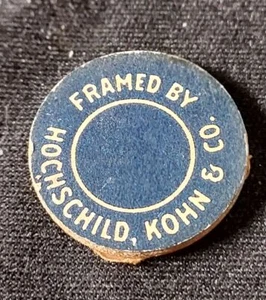 FRAMED BY
HOCHSCHILD, KOHN & CO.